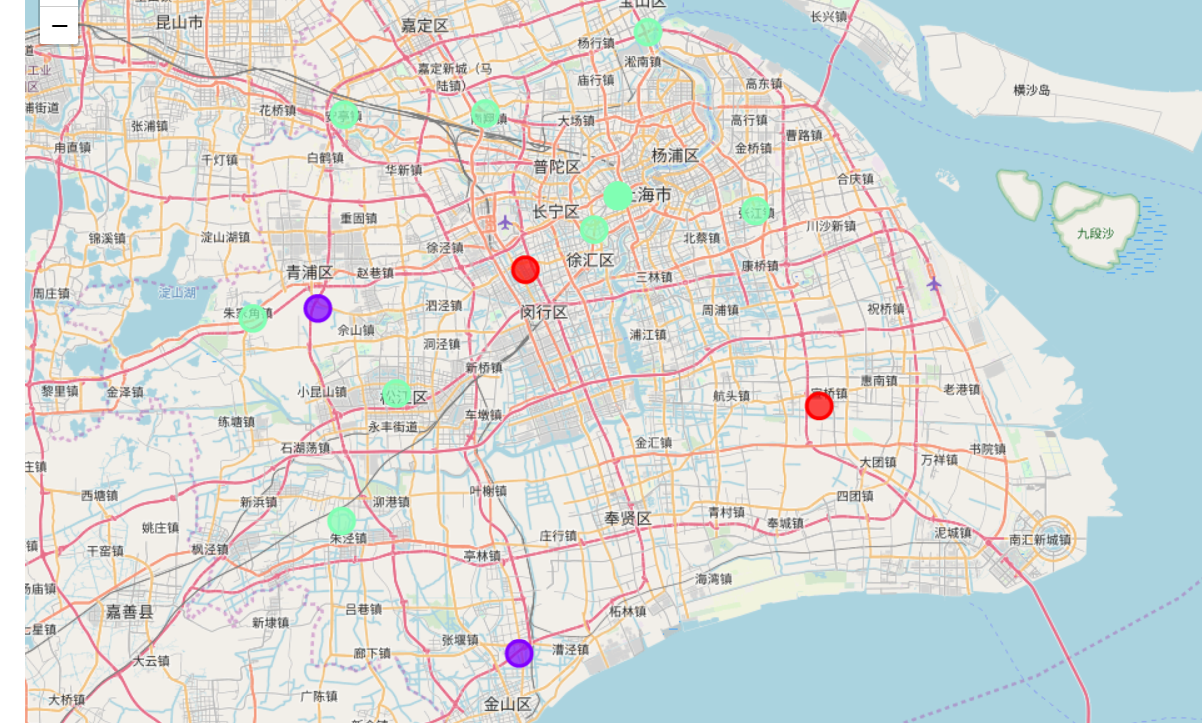 昆山市
嘉定区
宝山区
长兴镇
杨行镇
淞南镇
嘉定新城（马
陆镇）
庙行镇
高东镇
横沙岛
工业
区
花桥镇
张浦镇
大场镇
高行镇
曹路镇
甪直镇
千灯镇
白鹤镇
华新镇
普陀区
杨浦区
金桥镇
合庆镇
上海市
长宁区
张江镇
重固镇
锦溪镇
淀山湖镇
徐泾镇
北蔡镇
川沙新镇
九段沙
徐汇区
青浦区
赵巷镇
三林镇
康桥镇
周庄镇
淀山湖
朱家角镇
泗泾镇
闵行区
周浦镇
祝桥镇
佘山镇
洞泾镇
浦江镇
新桥镇
黎里镇
金泽镇
小昆山镇
松江区
航头镇
宣桥镇
惠南镇
老港镇
练塘镇
永丰街道
车墩镇
石湖荡镇
金汇镇
大团镇
万祥镇
书院镇
庄镇
西塘镇
新浜镇
泖港镇
叶榭镇
四团镇
姚庄镇
奉贤区
青村镇
奉城镇
泥城镇
南汇新城镇
镇
干窑镇
枫泾镇
朱泾镇
庄行镇
亭林镇
海湾镇
汤庙镇
嘉善县
吕巷镇
柘林镇
七星镇
新埭镇
张堰镇
漕泾镇
大云镇
廊下镇
大桥镇
广陈镇
金山区